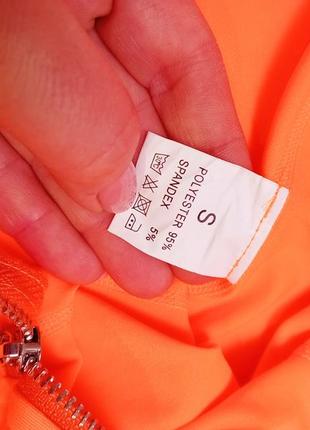 S
POLYESTER 95%
SPANDEX 5%